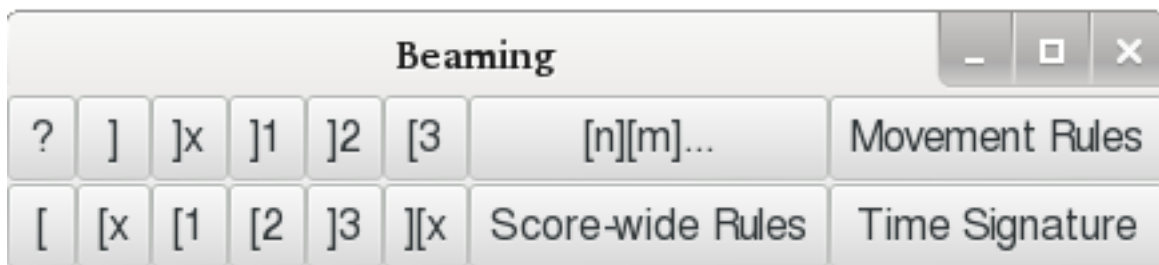 Beaming
? ] ]x ]1 ]2 [3 [n][m]... Movement Rules
[ [x [1 [2 ]3 ][x Score-wide Rules Time Signature